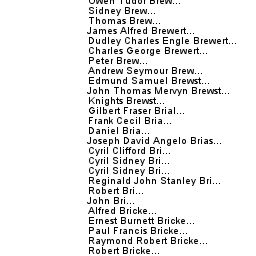 Owen Tudor Brew...
Sidney Brew...
Thomas Brew...
James Alfred Brewert...
Dudley Charles Engle Brewert...
Charles George Brewert...
Peter Brew...
Andrew Seymour Brew...
Edmund Samuel Brewst...
John Thomas Mervyn Brewst...
Knights Brewst...
Gilbert Fraser Brial...
Frank Cecil Bria...
Daniel Bria...
Joseph David Angelo Brias...
Cyril Clifford Bri...
Cyril Sidney Bri...
Cyril Sidney Bri...
Reginald John Stanley Bri...
Robert Bri...
John Bri...
Alfred Bricke...
Ernest Burnett Bricke...
Paul Francis Bricke...
Raymond Robert Bricke...
Robert Bricke...